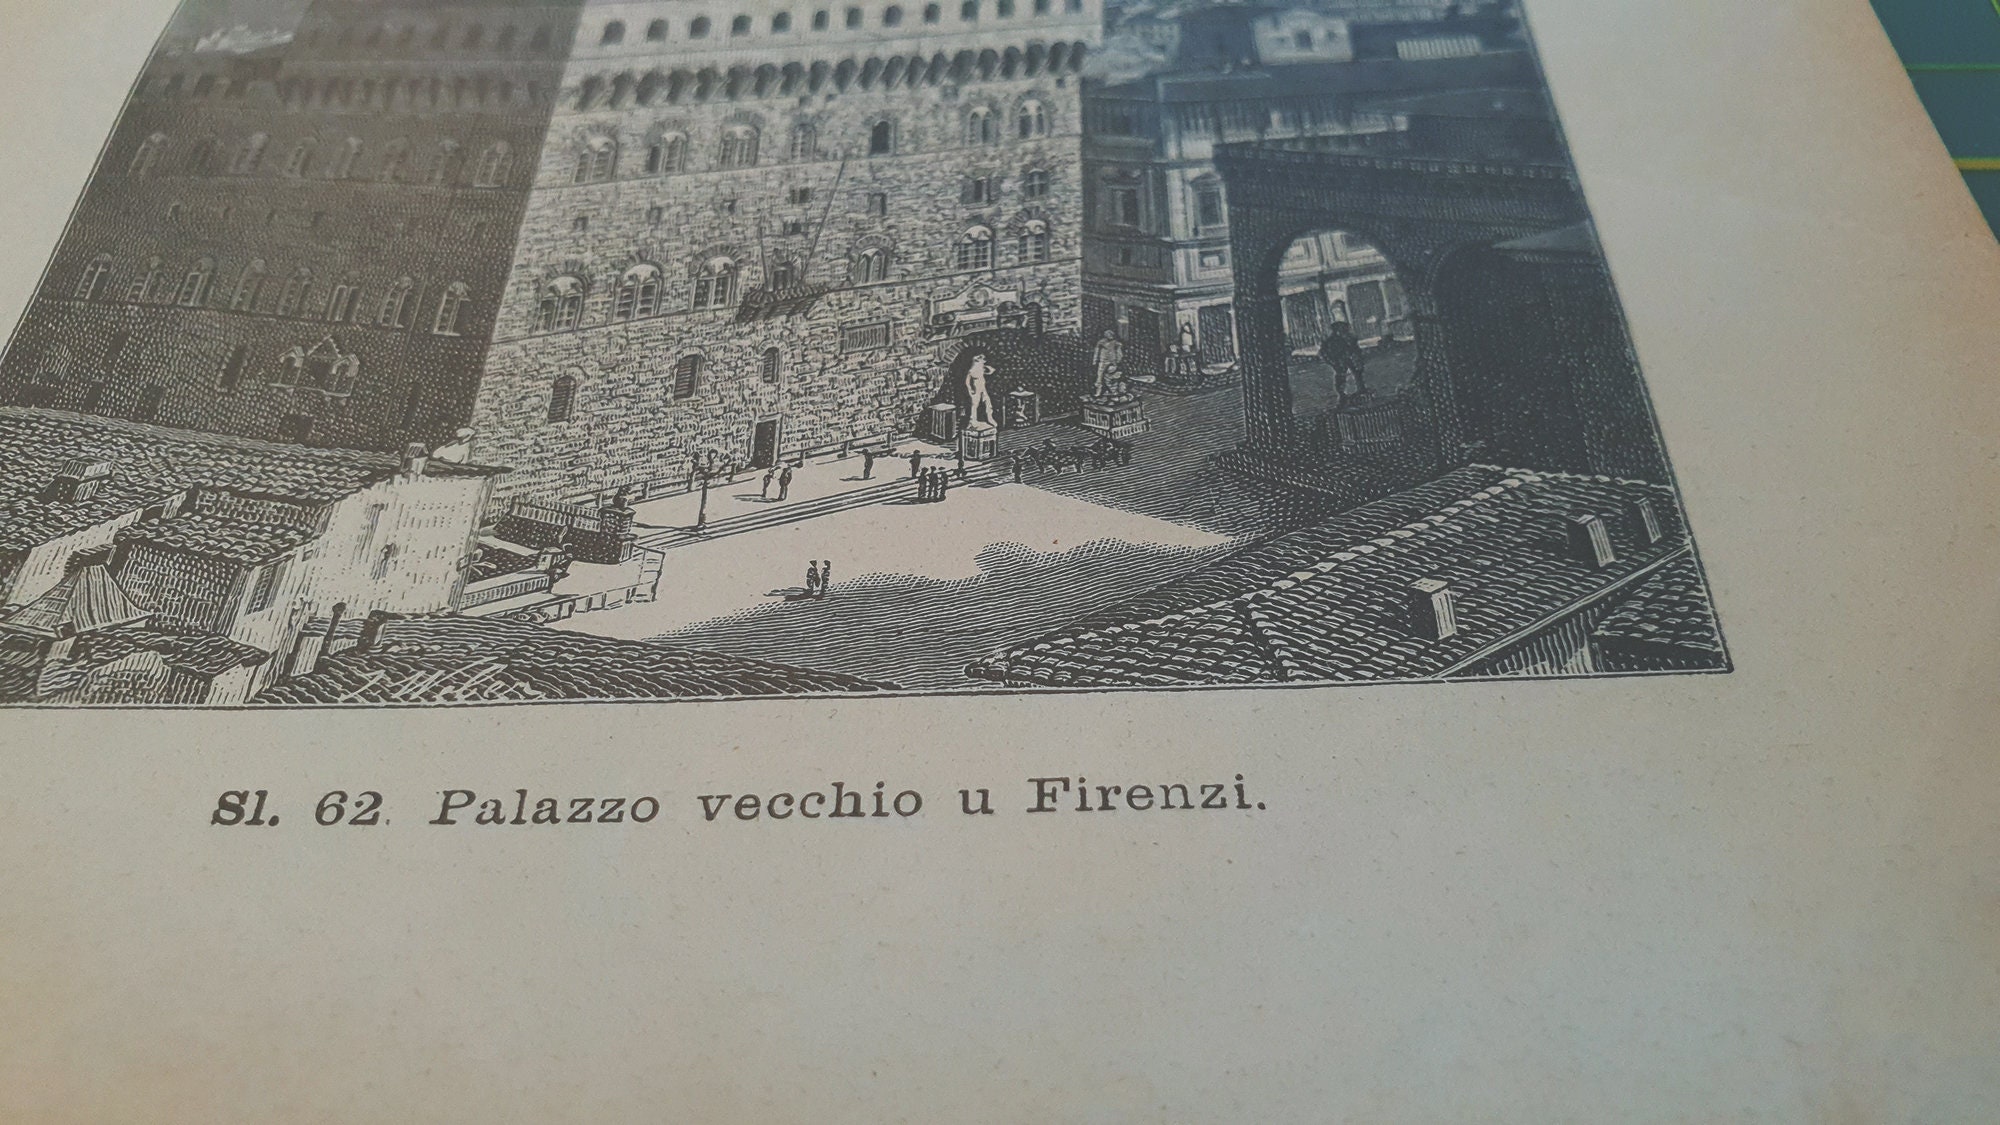 Sl. 62. Palazzo vecchio u Firenzi.